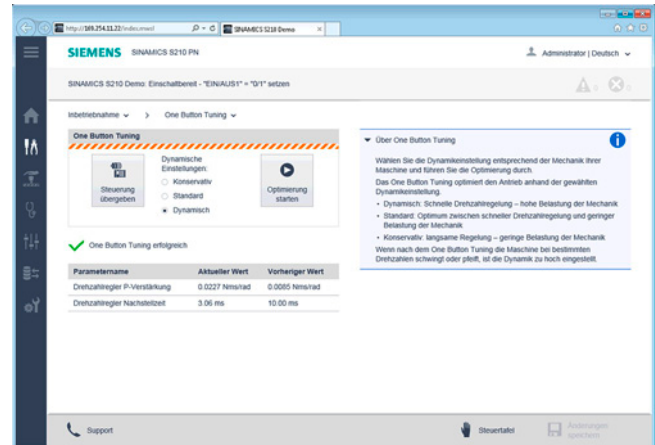 http://169.254.11.22/index.mwsl
SINAMICS S210 Demo
SIEMENS SINAMICS S210 PN
Administrator | Deutsch
SINAMICS S210 Demo: Einschaltbereit - "EIN/AUS1" = "0/1" setzen
Inbetriebnahme > One Button Tuning
One Button Tuning
Steuerung
übergeben
Dynamische
Einstellungen:
Konservativ
Standard
Dynamisch
Optimierung
starten
One Button Tuning erfolgreich
Parametername Aktueller Wert Vorheriger Wert
Drehzahlregler P-Verstärkung 0.0227 Nms/rad 0.0085 Nms/rad
Drehzahlregler Nachstellzeit 3.06 ms 10.00 ms
Über One Button Tuning
Wählen Sie die Dynamikeinstellung entsprechend der Mechanik Ihrer
Maschine und führen Sie die Optimierung durch.
Das One Button Tuning optimiert den Antrieb anhand der gewählten
Dynamikeinstellung.
• Dynamisch: Schnelle Drehzahlregelung – hohe Belastung der Mechanik
• Standard: Optimum zwischen schneller Drehzahlregelung und geringer
Belastung der Mechanik
• Konservativ: langsame Regelung – geringe Belastung der Mechanik
Wenn nach dem One Button Tuning die Maschine bei bestimmten
Drehzahlen schwingt oder pfeift, ist die Dynamik zu hoch eingestellt.
Support
Steuertafel
Änderungen
speichern